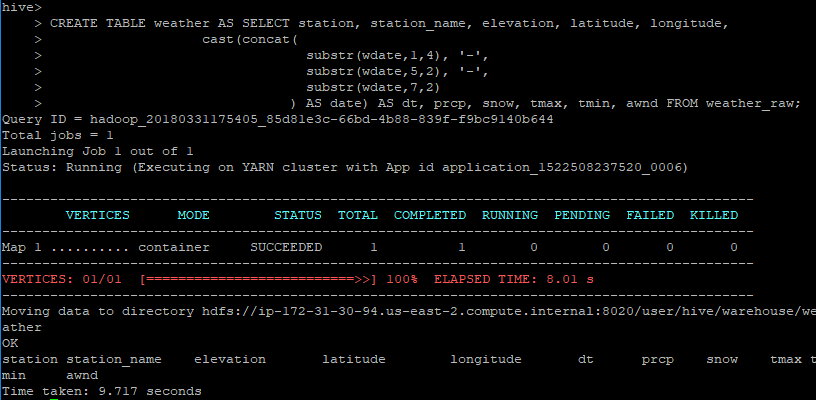 hive>
    > CREATE TABLE weather AS SELECT station, station_name, elevation, latitude, longitude,
    >                    cast(concat(
    >                                 substr(wdate,1,4), '-',
    >                                 substr(wdate,5,2), '-',
    >                                 substr(wdate,7,2)
    >                               ) AS date) AS dt, prcp, snow, tmax, tmin, awnd FROM weather_raw;
Query ID = hadoop_20180331175405_85d81e3c-66bd-4b88-839f-f9bc9140b644
Total jobs = 1
Launching Job 1 out of 1
Status: Running (Executing on YARN cluster with App id application_1522508237520_0006)
----------------------------------------------------------------------------------------------
        VERTICES      MODE        STATUS  TOTAL  COMPLETED  RUNNING  PENDING  FAILED  KILLED
----------------------------------------------------------------------------------------------
Map 1 .......... container     SUCCEEDED      1          1        0        0       0       0
----------------------------------------------------------------------------------------------
VERTICES: 01/01  [==========================>>] 100%  ELAPSED TIME: 8.01 s
----------------------------------------------------------------------------------------------
Moving data to directory hdfs://ip-172-31-30-94.us-east-2.compute.internal:8020/user/hive/warehouse/we
ather
OK
station station_name    elevation       latitude        longitude       dt      prcp    snow    tmax t
min     awnd
Time taken: 9.717 seconds